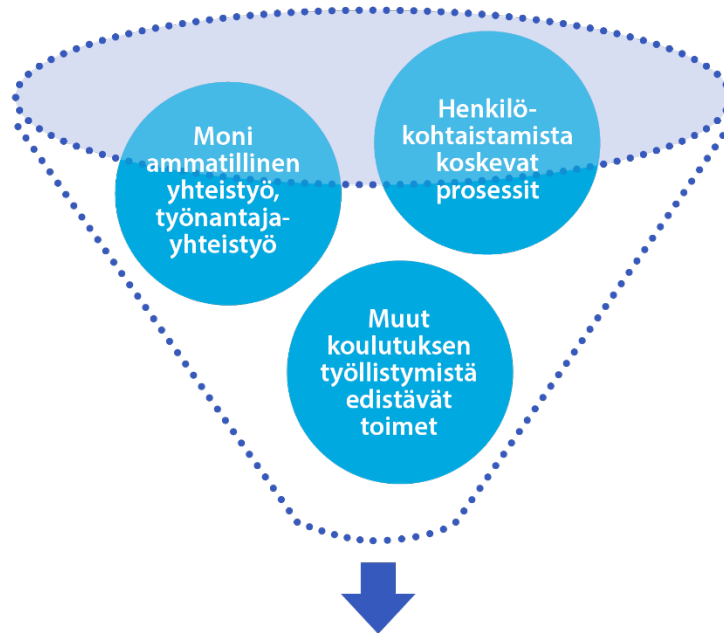 Moni
ammatillinen
yhteistyö,
työnantaja-
yhteistyö
Henkilö-
kohtaistamista
koskevat
prosessit
Muut
koulutuksen
työllistymistä
edistävät
toimet